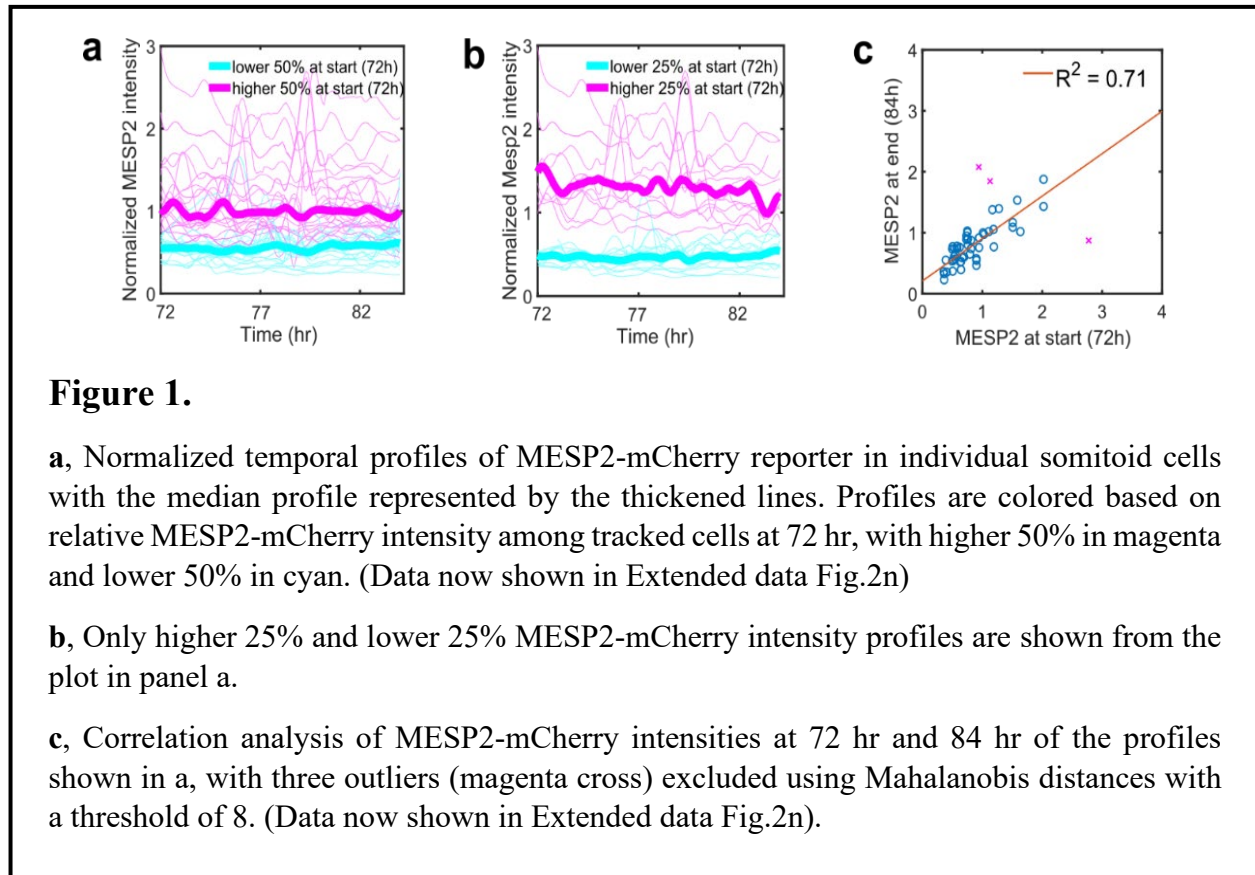 a
3
2
1
0
Normalized MESP2 intensity
lower 50% at start (72h)
higher 50% at start (72h)
72
77
82
Time (hr)
b
3
2
1
0
Normalized Mesp2 intensity
lower 25% at start (72h)
higher 25% at start (72h)
72
77
82
Time (hr)
c
4
3
2
1
0
MESP2 at end (84h)
R² = 0.71
0
1
2
3
4
MESP2 at start (72h)
Figure 1.
a, Normalized temporal profiles of MESP2-mCherry reporter in individual somitoid cells
with the median profile represented by the thickened lines. Profiles are colored based on
relative MESP2-mCherry intensity among tracked cells at 72 hr, with higher 50% in magenta
and lower 50% in cyan. (Data now shown in Extended data Fig.2n)
b, Only higher 25% and lower 25% MESP2-mCherry intensity profiles are shown from the
plot in panel a.
c, Correlation analysis of MESP2-mCherry intensities at 72 hr and 84 hr of the profiles
shown in a, with three outliers (magenta cross) excluded using Mahalanobis distances with
a threshold of 8. (Data now shown in Extended data Fig.2n).